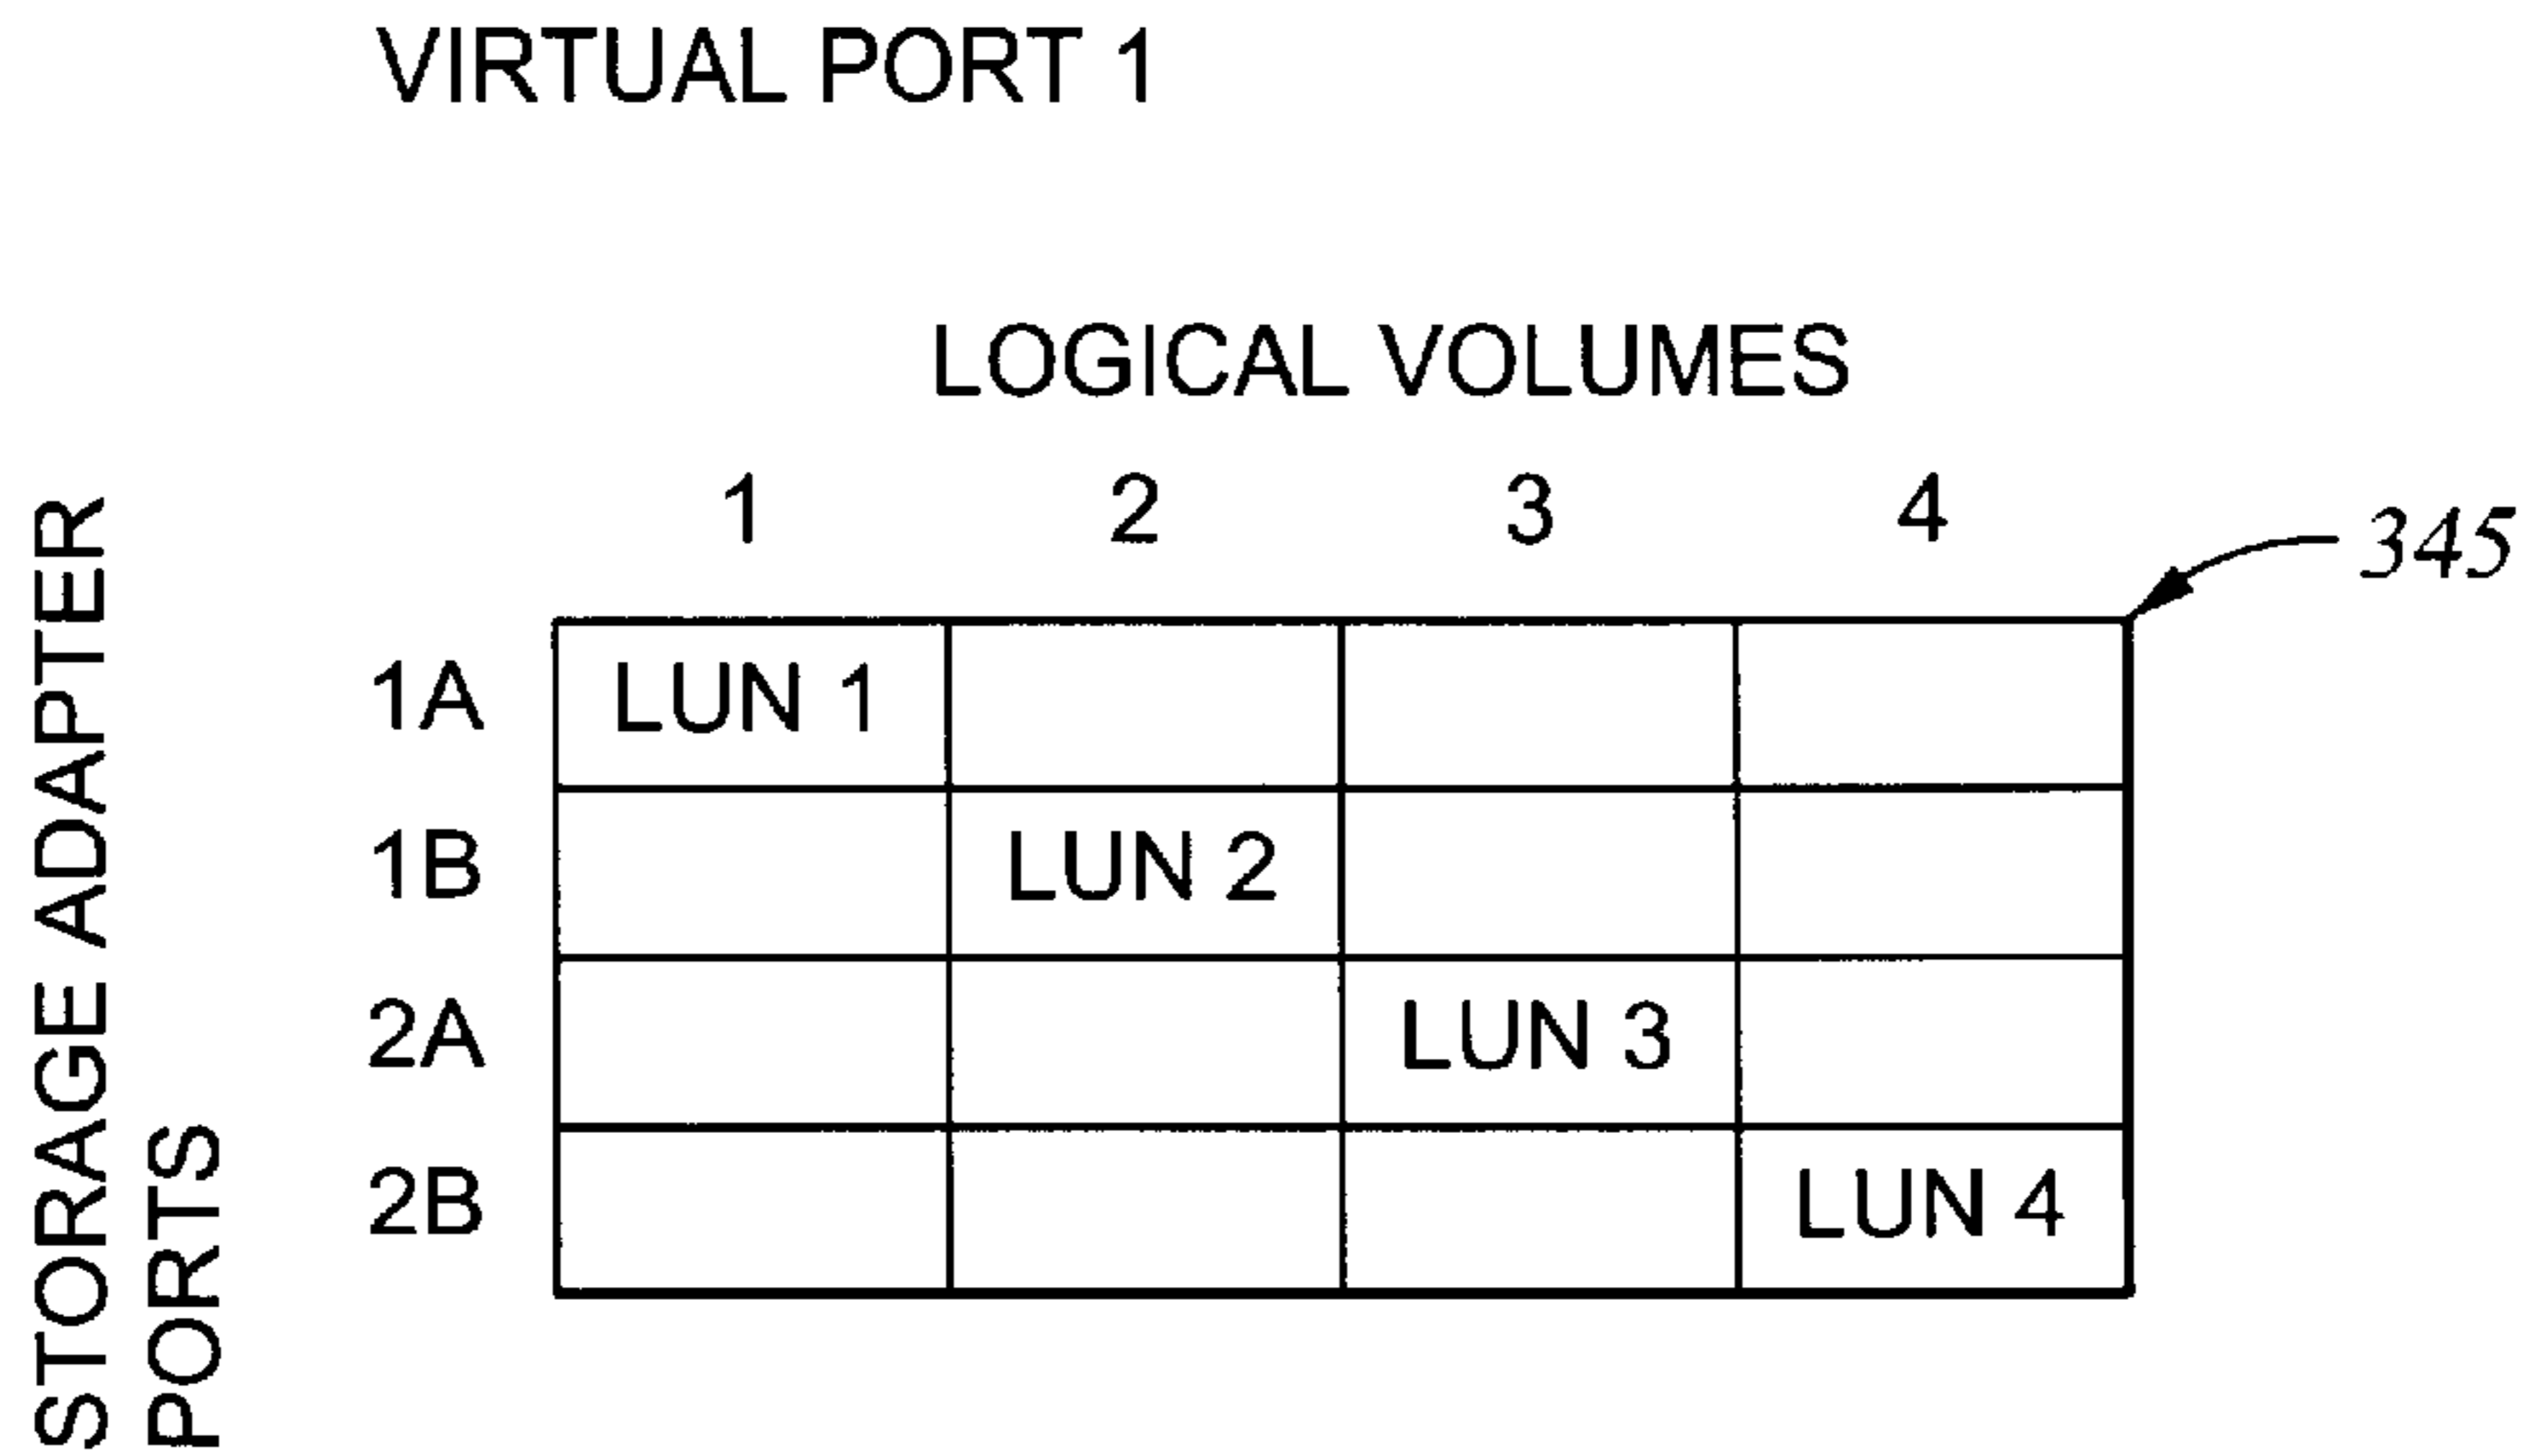 VIRTUAL PORT 1
LOGICAL VOLUMES
1 2 3 4
345
STORAGE ADAPTER
PORTS
1A LUN 1
1B LUN 2
2A LUN 3
2B LUN 4